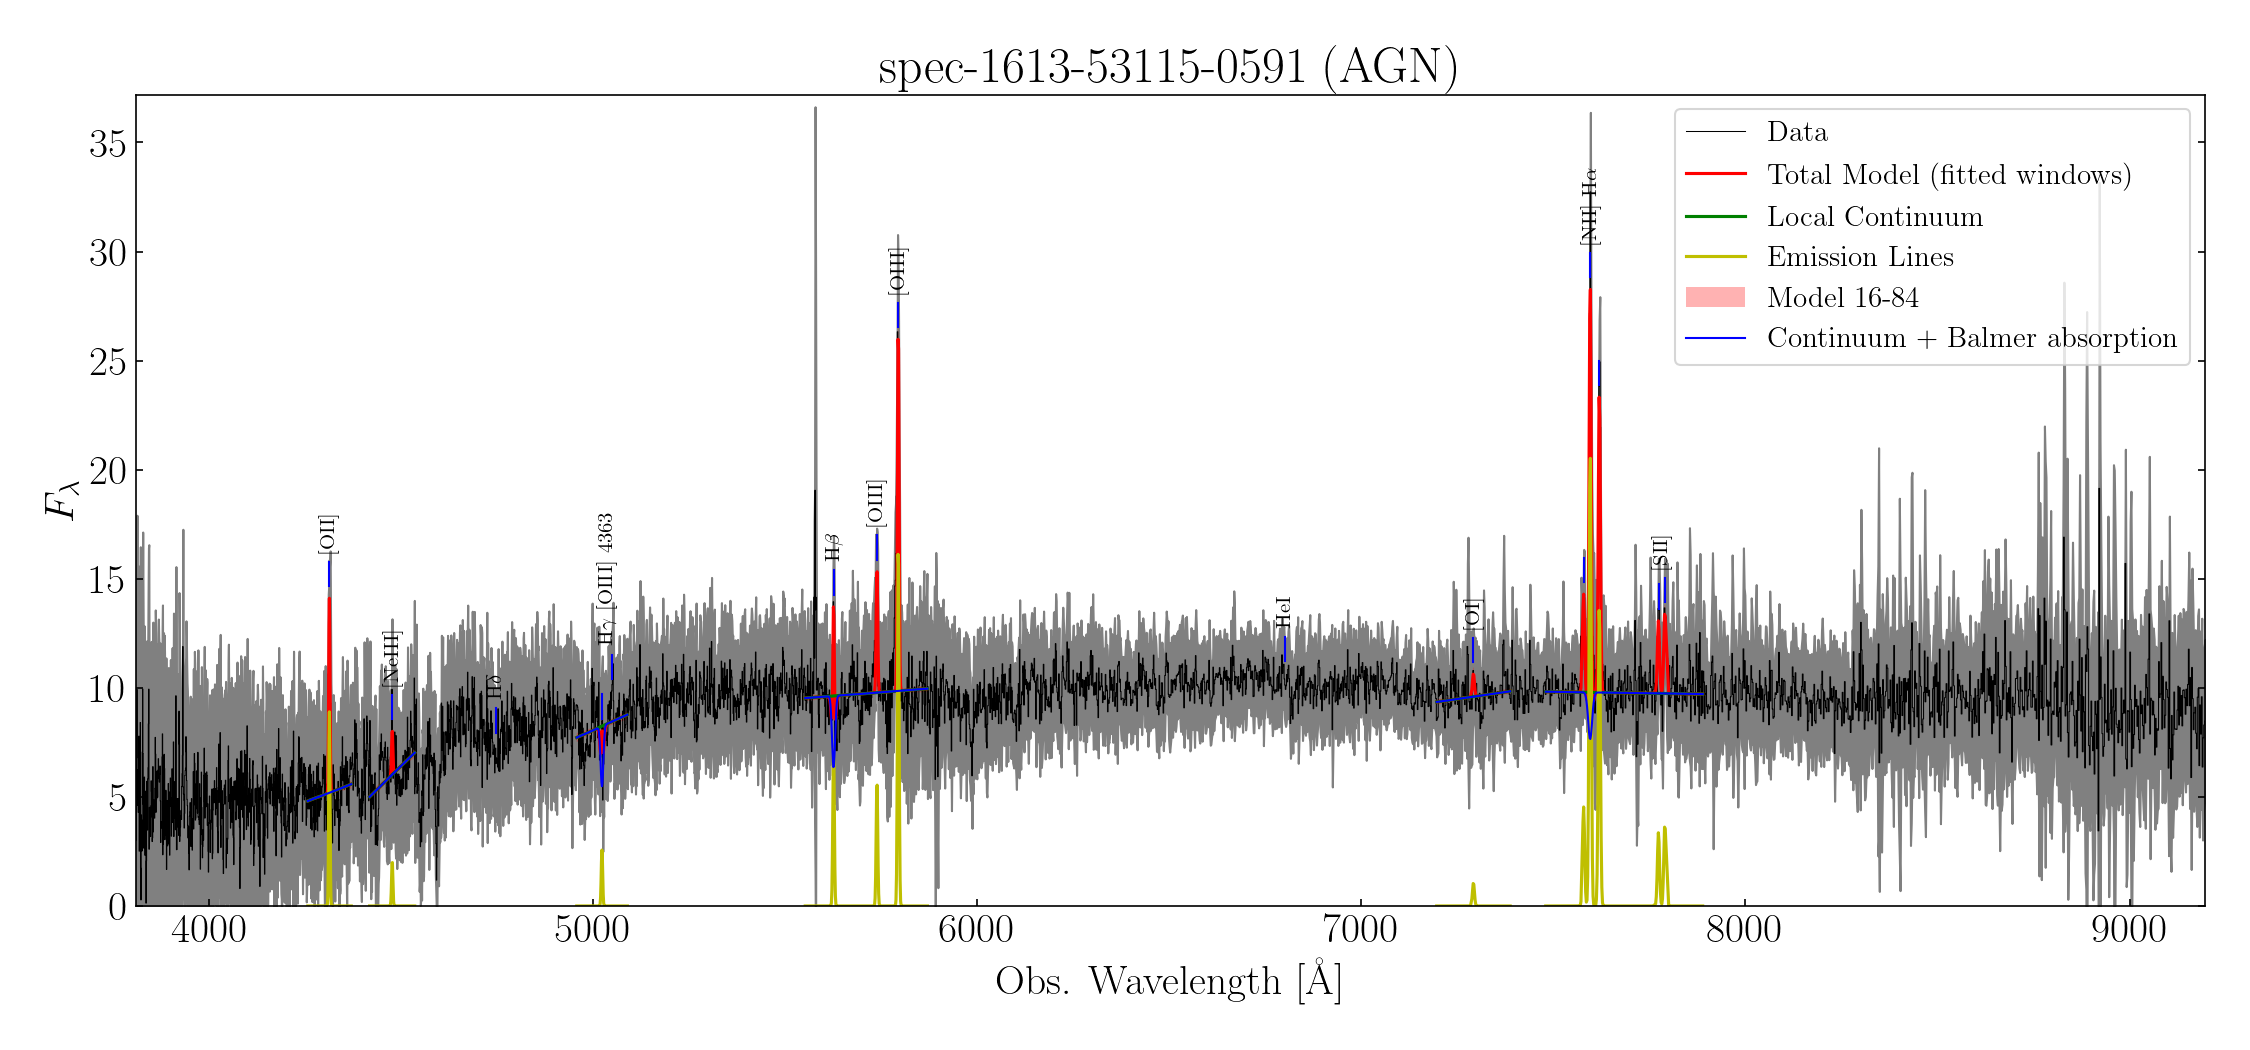 spec-1613-53115-0591 (AGN)
Data
Total Model (fitted windows)
Local Continuum
Emission Lines
Model 16-84
Continuum + Balmer absorption
[OII]
[NeIII]
Hδ
Hγ
[OIII] 4363
Hβ
[OIII]
[OIII]
HeI
[OI]
[NII]
Hα
[SII]
F_λ
35
30
25
20
15
10
5
0
4000 5000 6000 7000 8000 9000
Obs. Wavelength [Å]